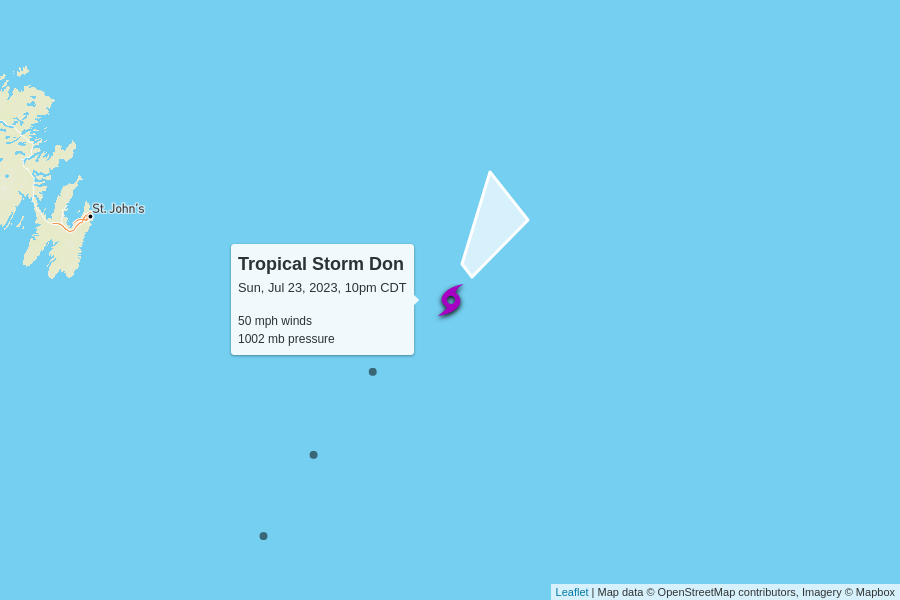 St. John's
Tropical Storm Don
Sun, Jul 23, 2023, 10pm CDT
50 mph winds
1002 mb pressure
Leaflet | Map data © OpenStreetMap contributors, Imagery © Mapbox